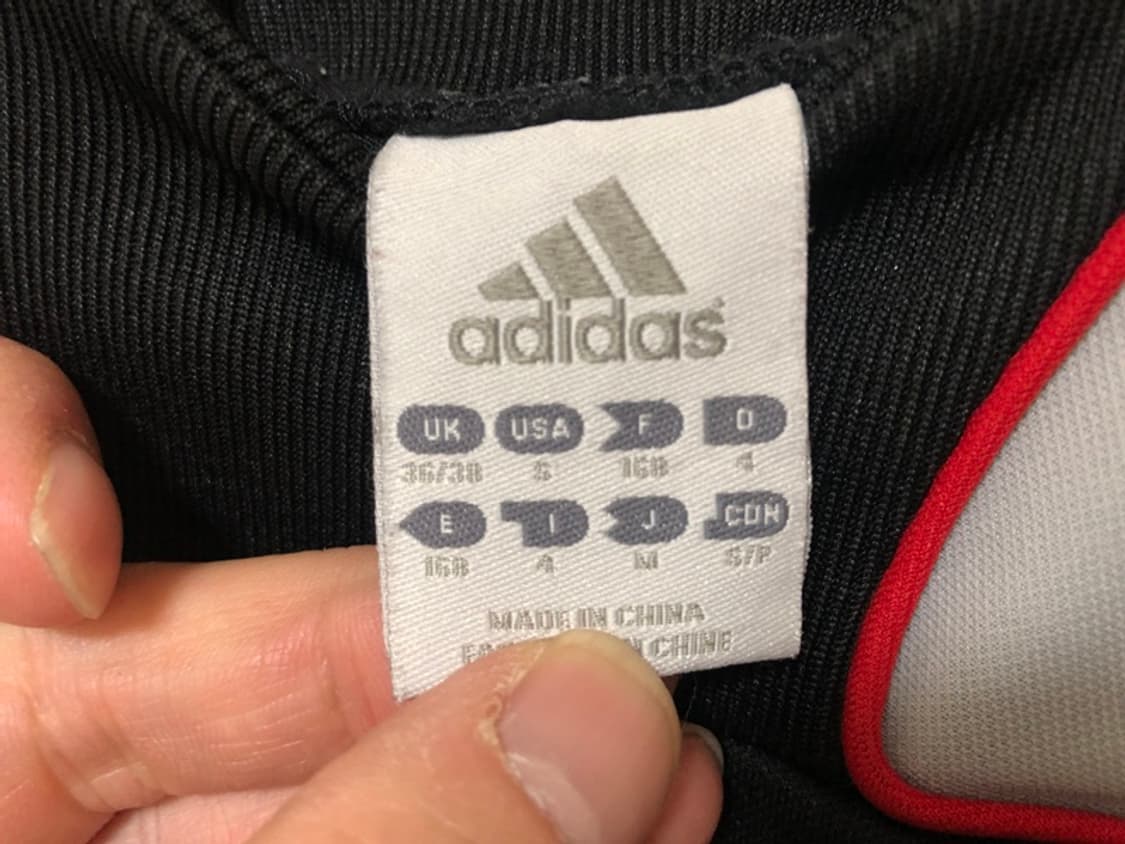 adidas
UK USA F D
36/38 S 168 4
E I J CDN
168 4 M S/P
MADE IN CHINA
CHINE